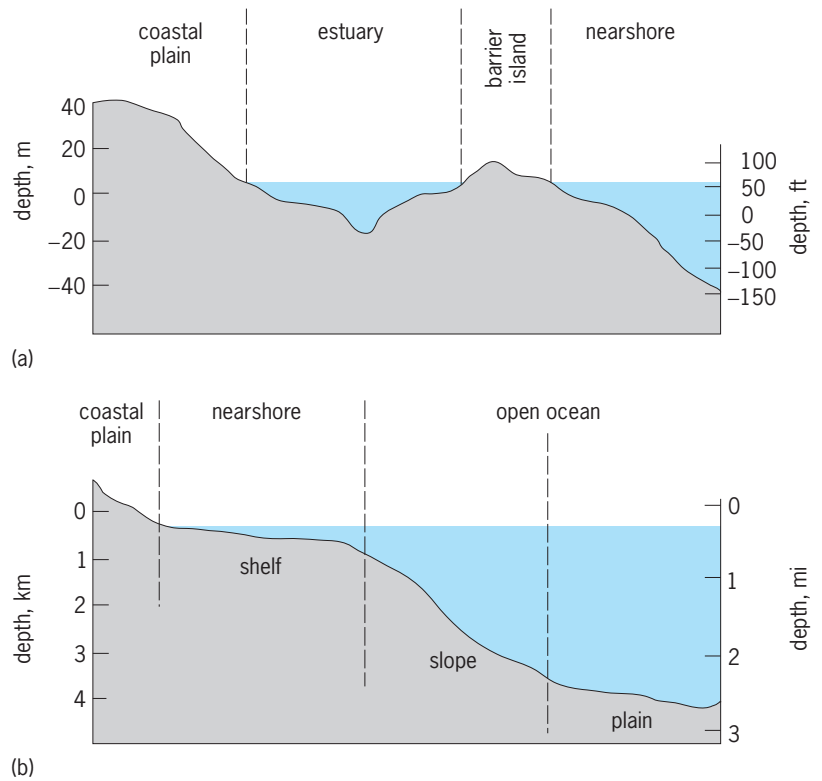 coastal
plain
estuary
barrier
island
nearshore
depth, m
40
20
0
−20
−40
100
50
0
−50
−100
−150
depth, ft
(a)
coastal
plain
nearshore
open ocean
depth, km
0
1
2
3
4
shelf
slope
plain
0
1
2
3
depth, mi
(b)